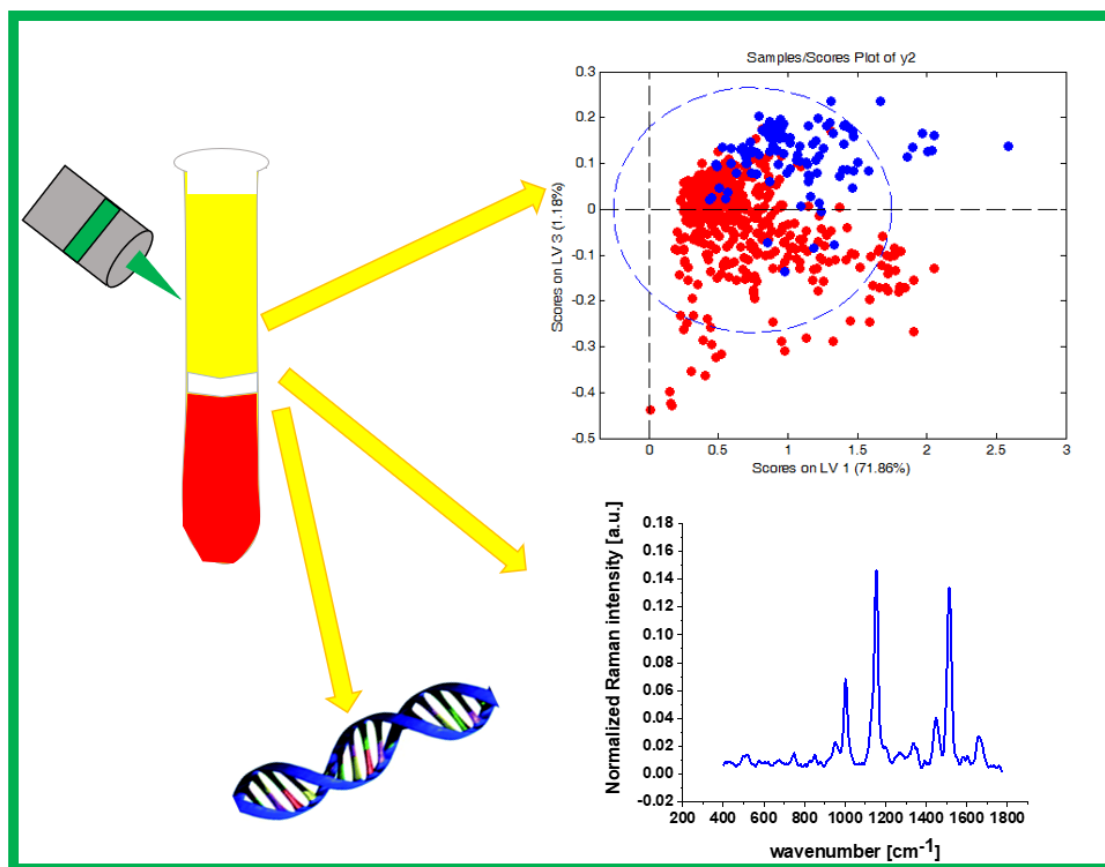 Samples/Scores Plot of y2
Scores on LV 3 (1.18%)
0.3
0.2
0.1
0
-0.1
-0.2
-0.3
-0.4
-0.5
0 0.5 1 1.5 2 2.5 3
Scores on LV 1 (71.86%)
Normalized Raman intensity [a.u.]
0.18
0.16
0.14
0.12
0.10
0.08
0.06
0.04
0.02
0.00
-0.02
200 400 600 800 1000 1200 1400 1600 1800
wavenumber [cm⁻¹]